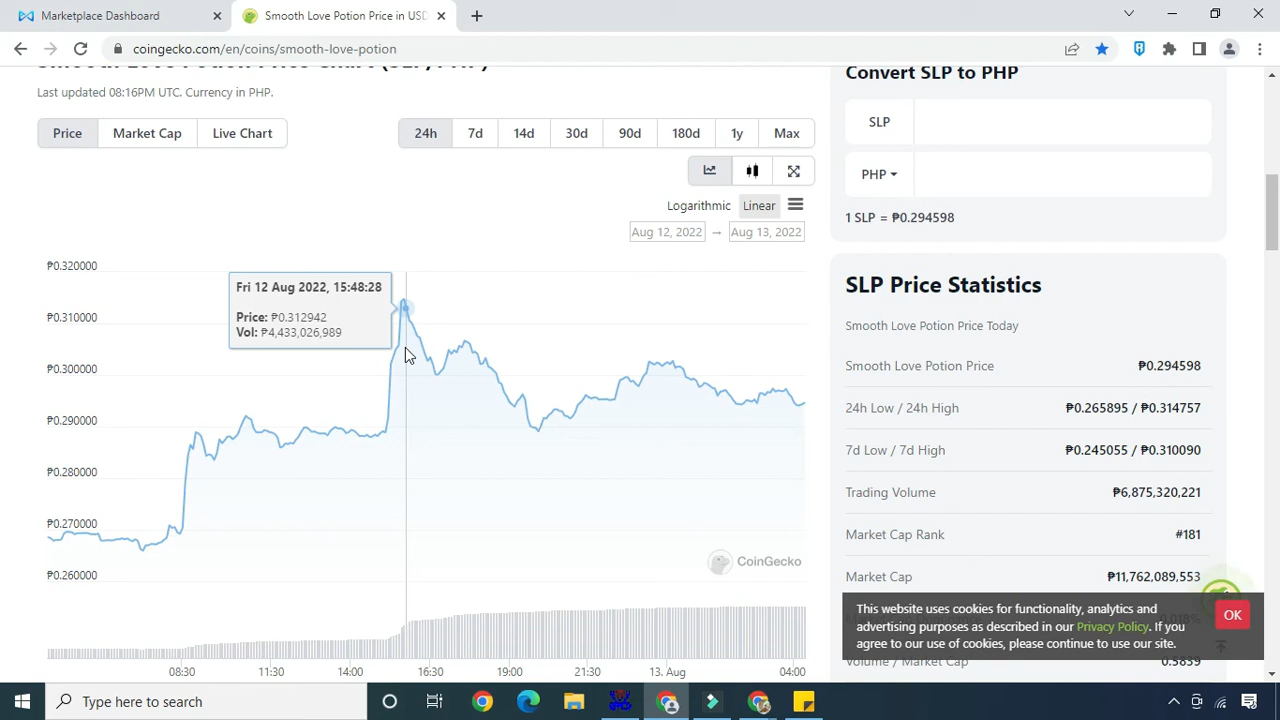 Marketplace Dashboard
Smooth Love Potion Price in USD
coingecko.com/en/coins/smooth-love-potion
Last updated 08:16PM UTC. Currency in PHP.
Price
Market Cap
Live Chart
24h
7d
14d
30d
90d
180d
1y
Max
Logarithmic
Linear
Aug 12, 2022
→
Aug 13, 2022
₱0.320000
₱0.310000
₱0.300000
₱0.290000
₱0.280000
₱0.270000
₱0.260000
Fri 12 Aug 2022, 15:48:28
Price: ₱0.312942
Vol: ₱4,433,026,989
CoinGecko
08:30
11:30
14:00
16:30
19:00
21:30
13. Aug
04:00
Convert SLP to PHP
SLP
PHP
1 SLP = ₱0.294598
SLP Price Statistics
Smooth Love Potion Price Today
Smooth Love Potion Price ₱0.294598
24h Low / 24h High ₱0.265895 / ₱0.314757
7d Low / 7d High ₱0.245055 / ₱0.310090
Trading Volume ₱6,875,320,221
Market Cap Rank #181
Market Cap ₱11,762,089,553
This website uses cookies for functionality, analytics and
advertising purposes as described in our Privacy Policy. If you
agree to our use of cookies, please continue to use our site.
OK
Volume / Market Cap 0.5839
Type here to search